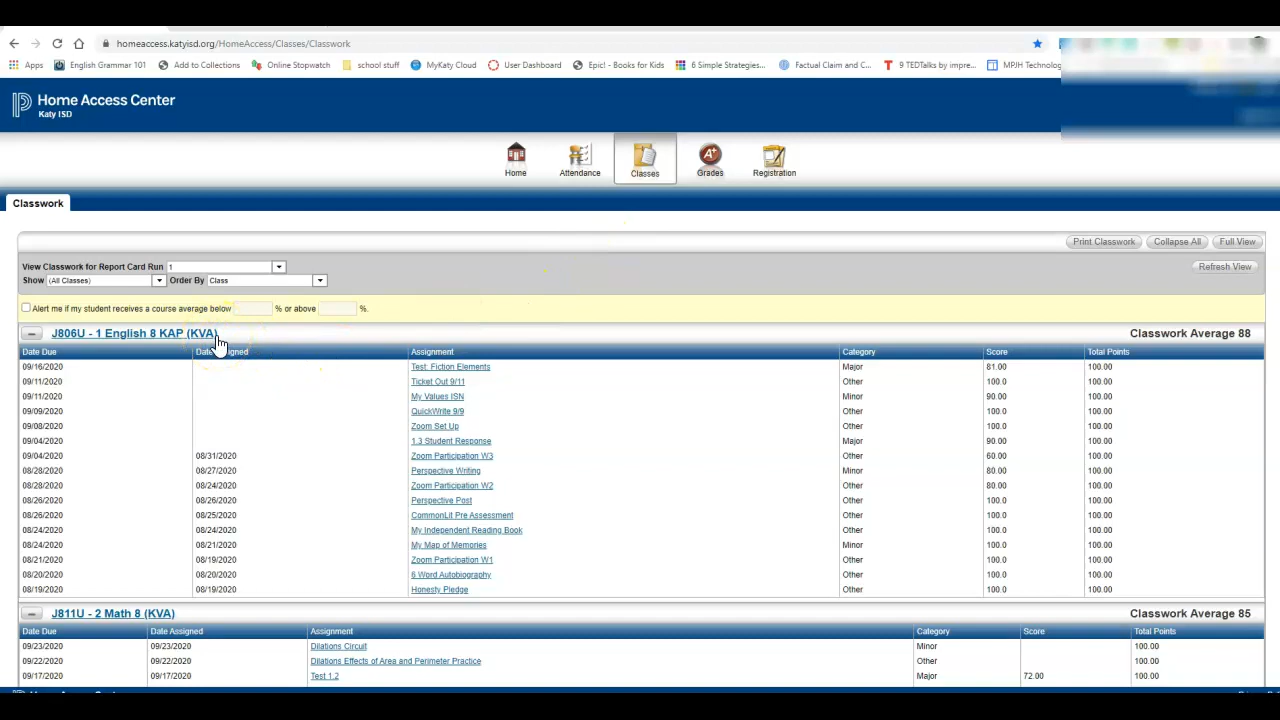 homeaccess.katyisd.org/HomeAccess/Classes/Classwork
Apps English Grammar 101 Add to Collections Online Stopwatch school stuff MyKaty Cloud User Dashboard Epic! - Books for Kids 6 Simple Strategies... Factual Claim and C... 9 TEDTalks by impre... MPJH Technolog
Home Access Center
Katy ISD
Home Attendance Classes Grades Registration
Classwork
Print Classwork Collapse All Full View
View Classwork for Report Card Run 1
Refresh View
Show (All Classes) Order By Class
Alert me if my student receives a course average below % or above %.
J806U - 1 English 8 KAP (KVA) Classwork Average 88
Date Due Date Assigned Assignment Category Score Total Points
09/16/2020 Test: Fiction Elements Major 81.00 100.00
09/11/2020 Ticket Out 9/11 Other 100.0 100.00
09/11/2020 My Values ISN Minor 90.00 100.00
09/09/2020 QuickWrite 9/9 Other 100.0 100.00
09/08/2020 Zoom Set Up Other 100.0 100.00
09/04/2020 1.3 Student Response Major 90.00 100.00
09/04/2020 08/31/2020 Zoom Participation W3 Other 60.00 100.00
08/28/2020 08/27/2020 Perspective Writing Minor 80.00 100.00
08/28/2020 08/24/2020 Zoom Participation W2 Other 80.00 100.00
08/26/2020 08/26/2020 Perspective Post Other 100.0 100.00
08/26/2020 08/25/2020 CommonLit Pre Assessment Other 100.0 100.00
08/24/2020 08/24/2020 My Independent Reading Book Other 100.0 100.00
08/24/2020 08/21/2020 My Map of Memories Minor 100.0 100.00
08/21/2020 08/19/2020 Zoom Participation W1 Other 100.0 100.00
08/20/2020 08/20/2020 6 Word Autobiography Other 100.0 100.00
08/19/2020 08/19/2020 Honesty Pledge Other 100.0 100.00
J811U - 2 Math 8 (KVA) Classwork Average 85
Date Due Date Assigned Assignment Category Score Total Points
09/23/2020 09/23/2020 Dilations Circuit Minor 100.00
09/22/2020 09/22/2020 Dilations Effects of Area and Perimeter Practice Other 100.00
09/17/2020 09/17/2020 Test 1.2 Major 72.00 100.00